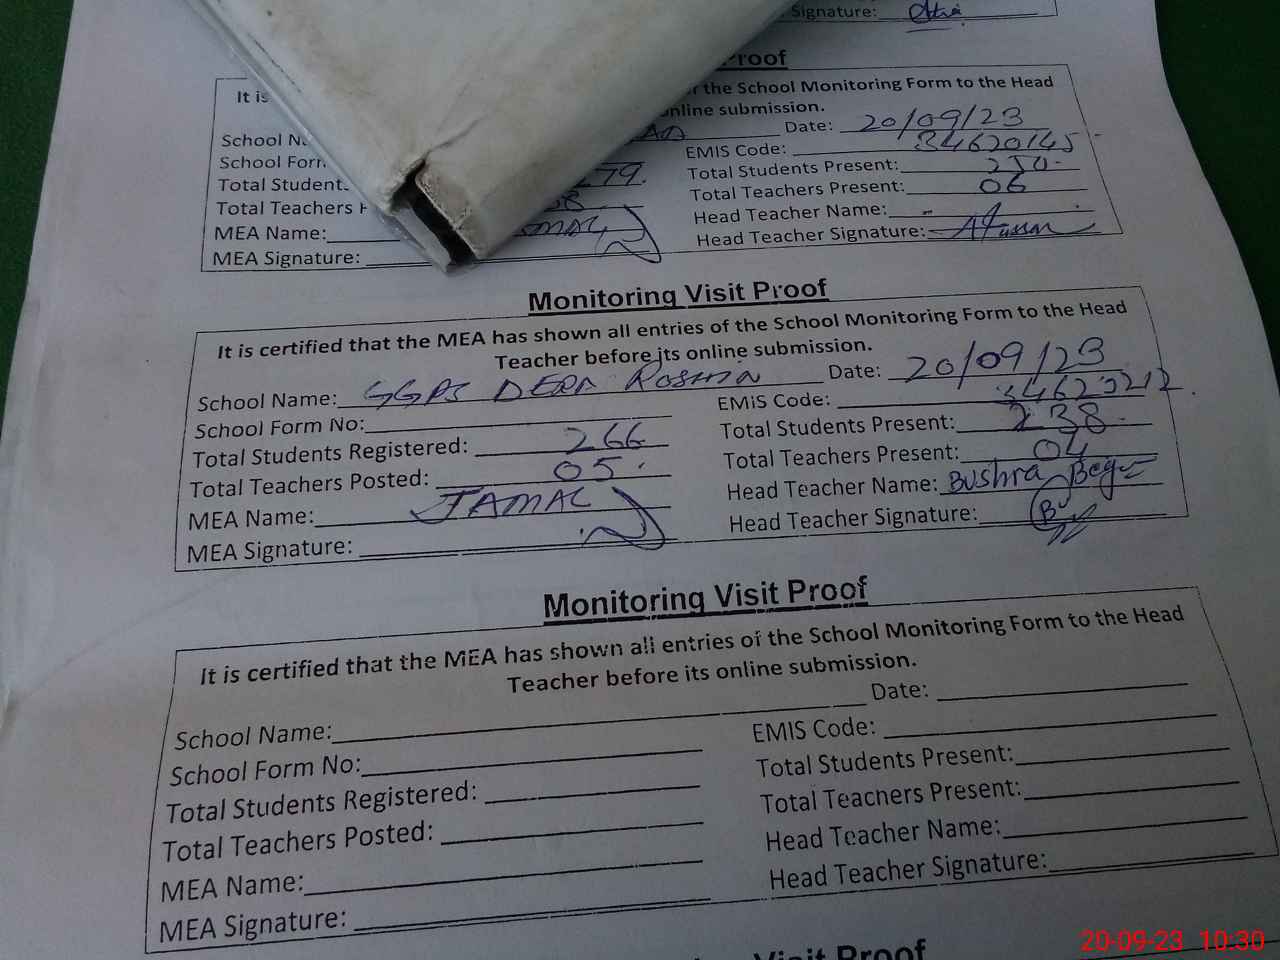 Signature:
Proof
It is the School Monitoring Form to the Head
online submission.
Date: 20/09/23
School EMIS Code: 34620145
School Form Total Students Present: 250
Total Students 279. Total Teachers Present: 06
Total Teachers Head Teacher Name:
MEA Name: Head Teacher Signature:
MEA Signature:
Monitoring Visit Proof
It is certified that the MEA has shown all entries of the School Monitoring Form to the Head
Teacher before its online submission.
School Name: GGPS DERA Roshin Date: 20/09/23
School Form No: EMIS Code: 34623212
Total Students Registered: 266 Total Students Present: 238
Total Teachers Posted: 05 Total Teachers Present: 04
MEA Name: JAMAL Head Teacher Name: Bushra Begum
MEA Signature: Head Teacher Signature:
Monitoring Visit Proof
It is certified that the MEA has shown all entries of the School Monitoring Form to the Head
Teacher before its online submission.
School Name: Date:
School Form No: EMIS Code:
Total Students Registered: Total Students Present:
Total Teachers Posted: Total Teachers Present:
MEA Name: Head Teacher Name:
MEA Signature: Head Teacher Signature:
Visit Proof
20-09-23 10:30